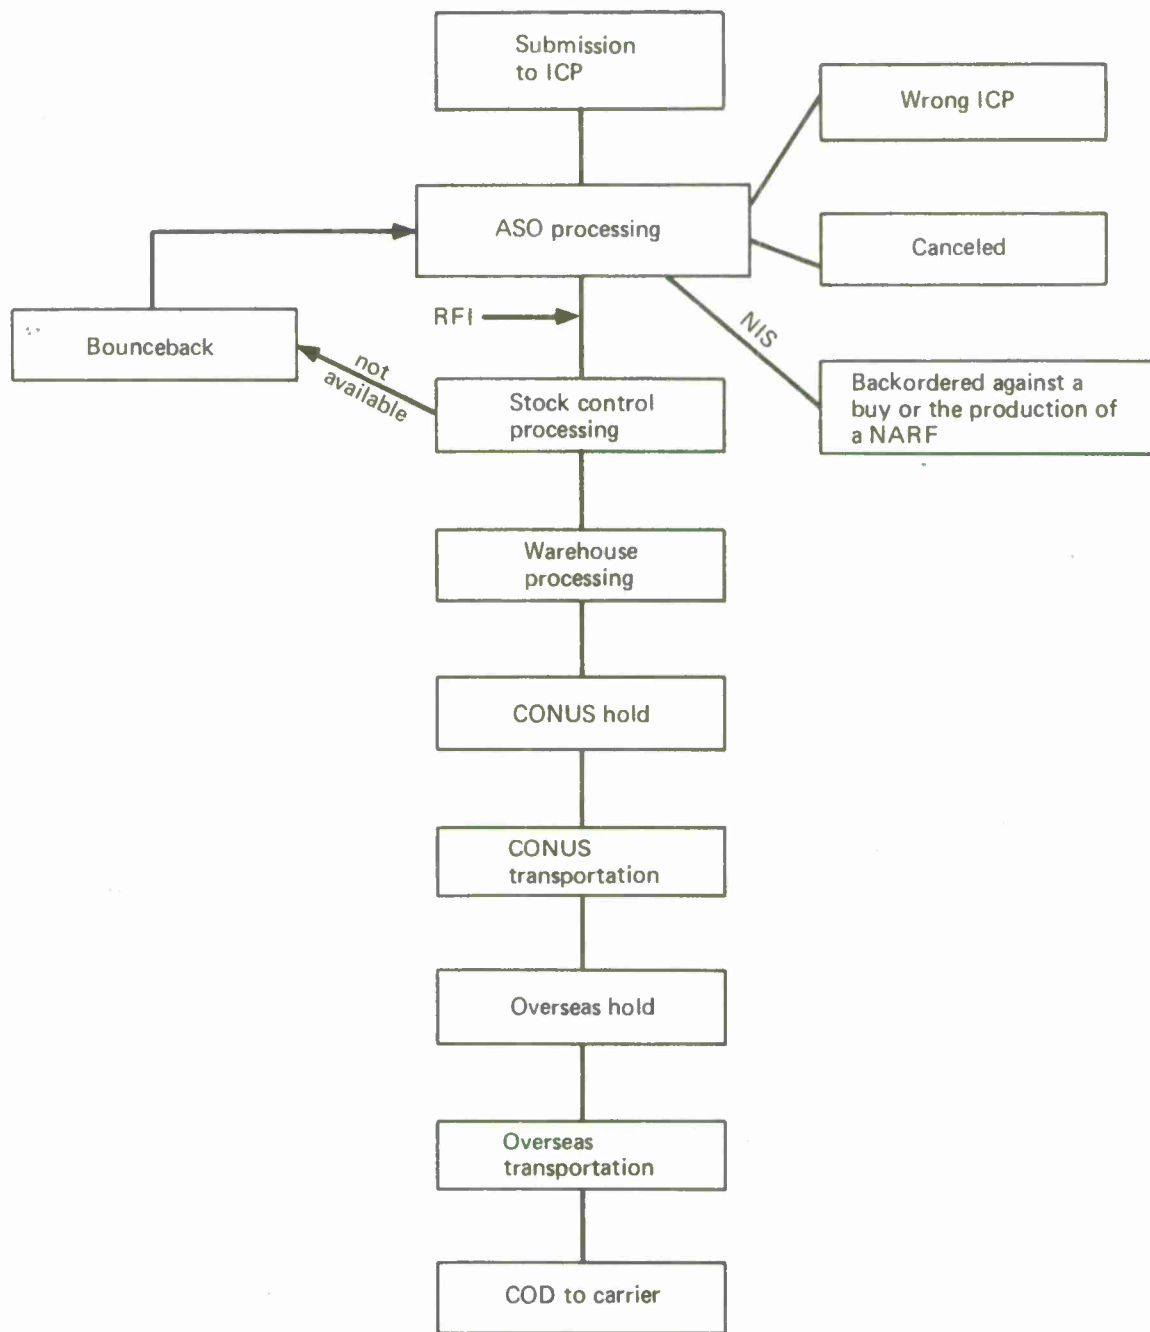 Submission
to ICP
Wrong ICP
ASO processing
Canceled
RFI
NIS
Bounceback
not
available
Stock control
processing
Backordered against a
buy or the production of
a NARF
Warehouse
processing
CONUS hold
CONUS
transportation
Overseas hold
Overseas
transportation
COD to carrier